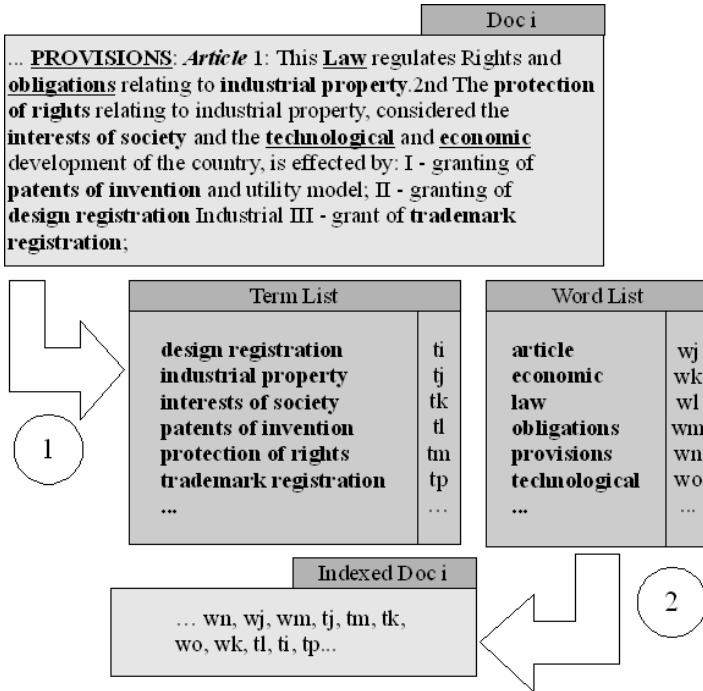 Doc i
... PROVISIONS: Article 1: This Law regulates Rights and
obligations relating to industrial property.2nd The protection
of rights relating to industrial property, considered the
interests of society and the technological and economic
development of the country, is effected by: I - granting of
patents of invention and utility model; II - granting of
design registration Industrial III - grant of trademark
registration;
Term List
design registration ti
industrial property tj
interests of society tk
patents of invention tl
protection of rights tm
trademark registration tp
... ...
Word List
article wj
economic wk
law wl
obligations wm
provisions wn
technological wo
... ...
1
Indexed Doc i
... wn, wj, wm, tj, tm, tk,
wo, wk, tl, ti, tp...
2